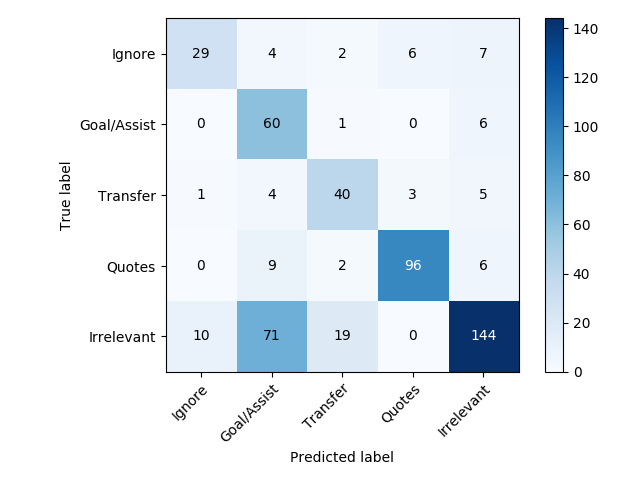 Ignore 29 4 2 6 7
Goal/Assist 0 60 1 0 6
Transfer 1 4 40 3 5
Quotes 0 9 2 96 6
Irrelevant 10 71 19 0 144
Ignore Goal/Assist Transfer Quotes Irrelevant
True label
Predicted label
140
120
100
80
60
40
20
0